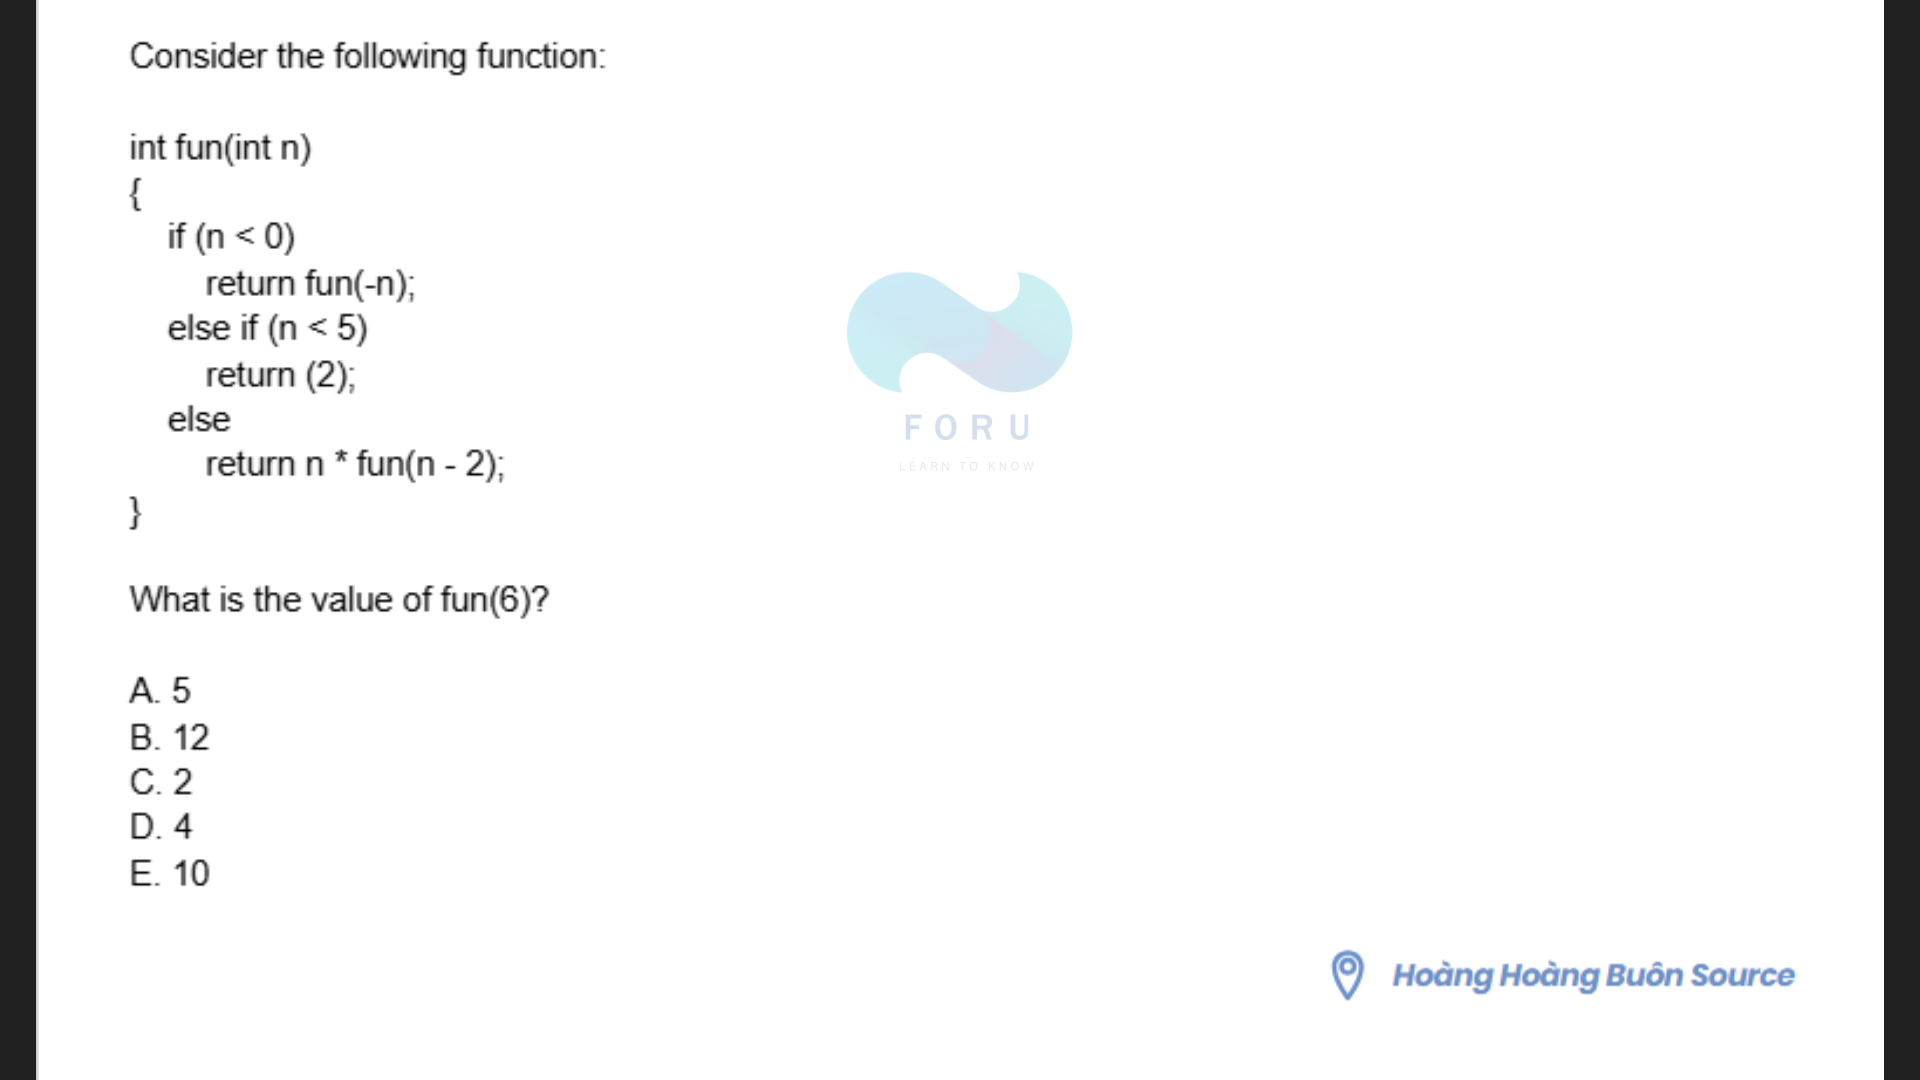 Consider the following function:
int fun(int n)
{
if (n < 0)
return fun(-n);
else if (n < 5)
return (2);
else
return n * fun(n - 2);
}
What is the value of fun(6)?
A. 5
B. 12
C. 2
D. 4
E. 10
FORU
LEARN TO KNOW
Hoàng Hoàng Buôn Source